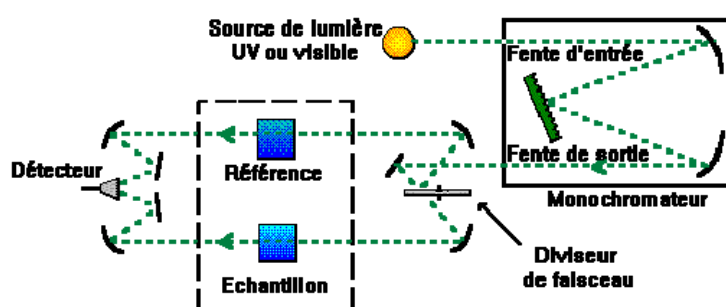 Source de lumière
UV ou visible
Fente d'entrée
Fente de sortie
Monochromateur
Détecteur
Référence
Echantillon
Diviseur
de faisceau